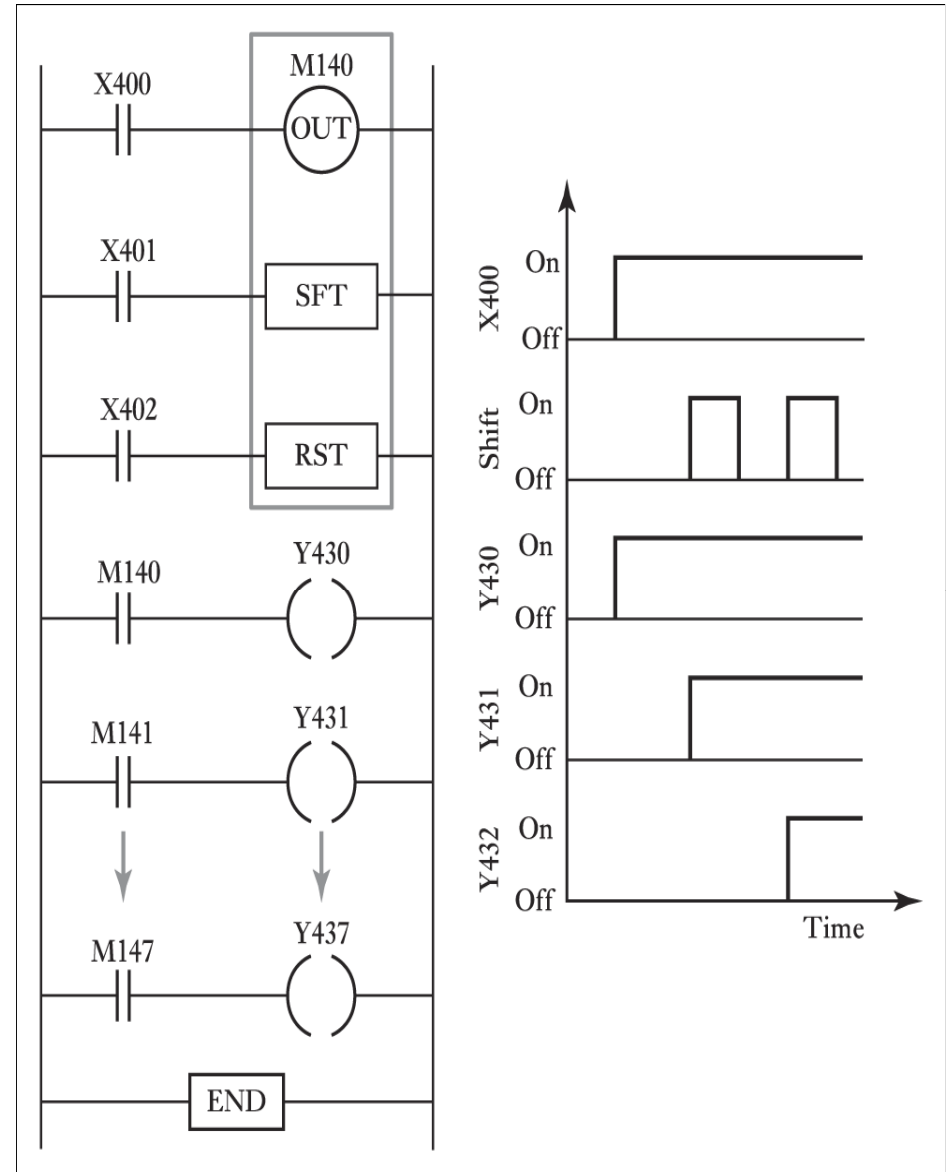 M140
X400
OUT
X401
SFT
X402
RST
M140
Y430
M141
Y431
M147
Y437
END
X400
On
Off
Shift
On
Off
Y430
On
Off
Y431
On
Off
Y432
On
Off
Time